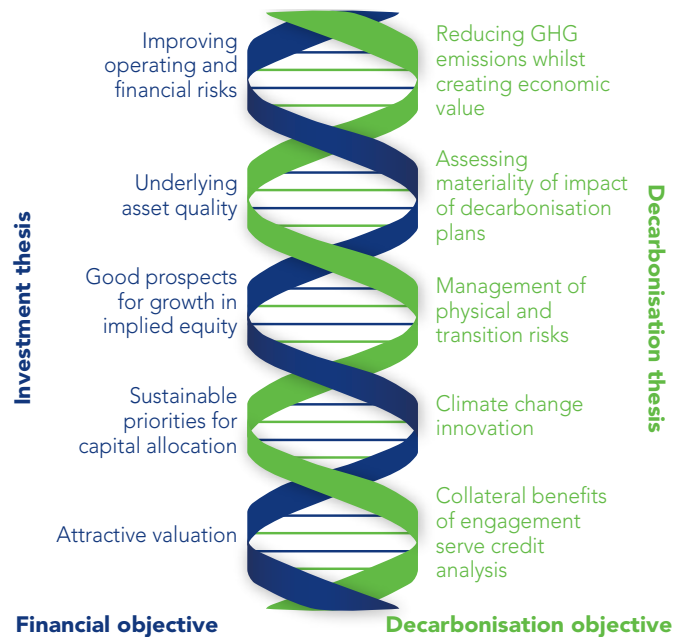 Improving
operating and
financial risks
Reducing GHG
emissions whilst
creating economic
value
Underlying
asset quality
Assessing
materiality of impact
of decarbonisation
plans
Investment thesis
Decarbonisation thesis
Good prospects
for growth in
implied equity
Management of
physical and
transition risks
Sustainable
priorities for
capital allocation
Climate change
innovation
Attractive valuation
Collateral benefits
of engagement
serve credit
analysis
Financial objective
Decarbonisation objective